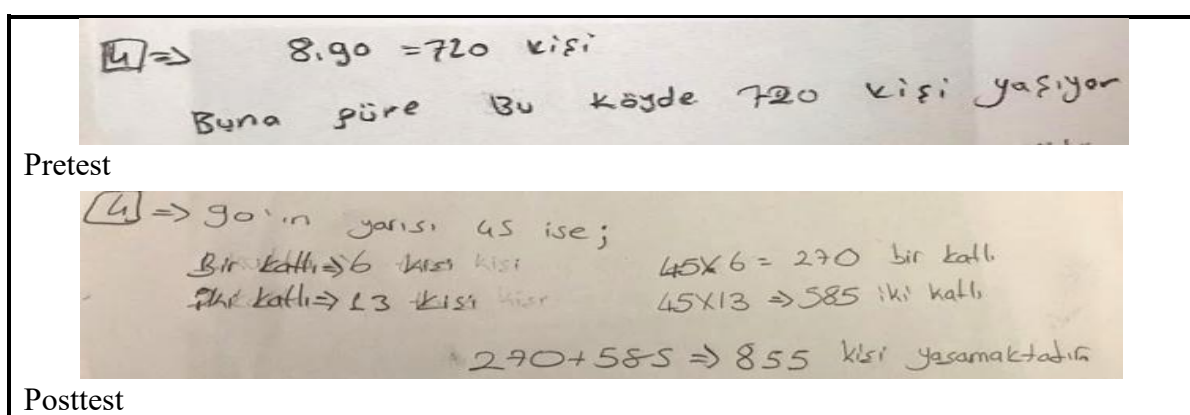 4 => 8.90 = 720 kişi
Buna göre Bu köyde 720 kişi yaşıyor
Pretest
4 => 90'ın yarısı 45 ise;
Bir katlı => 6 kişi kişi 45x6 = 270 bir katlı
İki katlı => 13 kişi kişi 45x13 => 585 iki katlı
270 + 585 => 855 kişi yaşamaktadır
Posttest